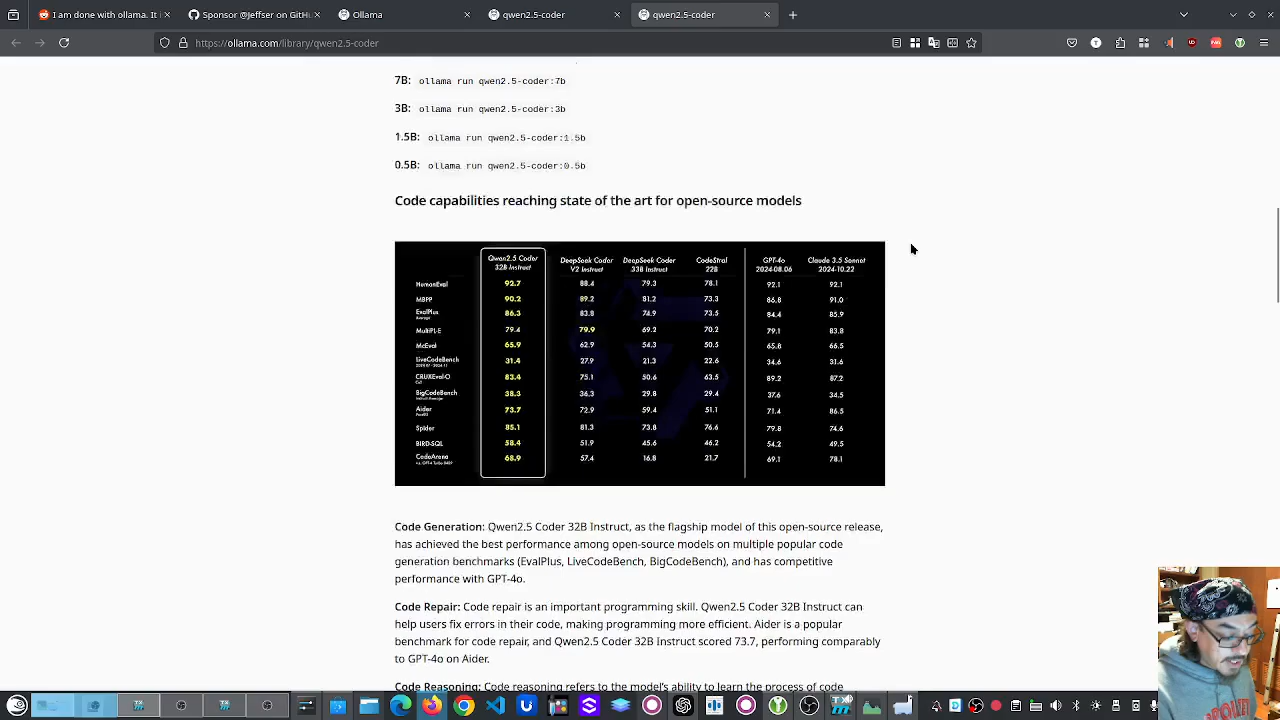 I am done with modern
Sponsor @jeffser on GitHu
Ollama
qwen2.5-coder
qwen2.5-coder
https://ollama.com/library/qwen2.5-coder
7B: ollama run qwen2.5-coder:7b
3B: ollama run qwen2.5-coder:3b
1.5B: ollama run qwen2.5-coder:1.5b
0.5B: ollama run qwen2.5-coder:0.5b
Code capabilities reaching state of the art for open-source models
Qwen2.5 Coder DeepSeek Coder DeepSeek Coder CodeStral GPT-4o Claude 3.5 Sonnet
32B Instruct V2 Instruct 33B Instruct 22B 2024-08.06 2024-10.22
HumanEval 92.7 88.4 79.3 78.1 92.1 92.1
MBPP 90.2 89.2 81.2 73.3 86.8 91.0
EvalPlus 86.3 83.8 74.9 73.5 84.4 85.9
Average
MultiPL-E 79.4 79.9 69.2 70.2 79.1 83.8
McEval 65.9 62.9 54.3 50.5 65.8 66.5
LiveCodeBench 31.4 27.9 21.3 22.6 34.6 31.6
CRUXEval-O 83.4 75.1 50.6 63.5 89.2 87.2
BigCodeBench 38.3 36.3 29.8 29.4 37.6 34.5
Aider 73.7 72.9 59.4 51.1 71.4 86.5
Spider 85.1 81.3 73.8 76.6 79.8 74.6
BIRD-SQL 58.4 51.9 45.6 46.2 54.2 49.5
CodeArena 68.9 57.4 16.8 21.7 69.1 78.1
Code Generation: Qwen2.5 Coder 32B Instruct, as the flagship model of this open-source release,
has achieved the best performance among open-source models on multiple popular code
generation benchmarks (EvalPlus, LiveCodeBench, BigCodeBench), and has competitive
performance with GPT-4o.
Code Repair: Code repair is an important programming skill. Qwen2.5 Coder 32B Instruct can
help users fix errors in their code, making programming more efficient. Aider is a popular
benchmark for code repair, and Qwen2.5 Coder 32B Instruct scored 73.7, performing comparably
to GPT-4o on Aider.
Code Reasoning: Code reasoning refers to the model's ability to learn the process of code